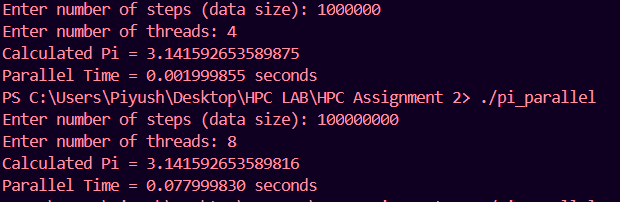 Enter number of steps (data size): 1000000
Enter number of threads: 4
Calculated Pi = 3.141592653589875
Parallel Time = 0.001999855 seconds
PS C:\Users\Piyush\Desktop\HPC LAB\HPC Assignment 2> ./pi_parallel
Enter number of steps (data size): 100000000
Enter number of threads: 8
Calculated Pi = 3.141592653589816
Parallel Time = 0.077999830 seconds